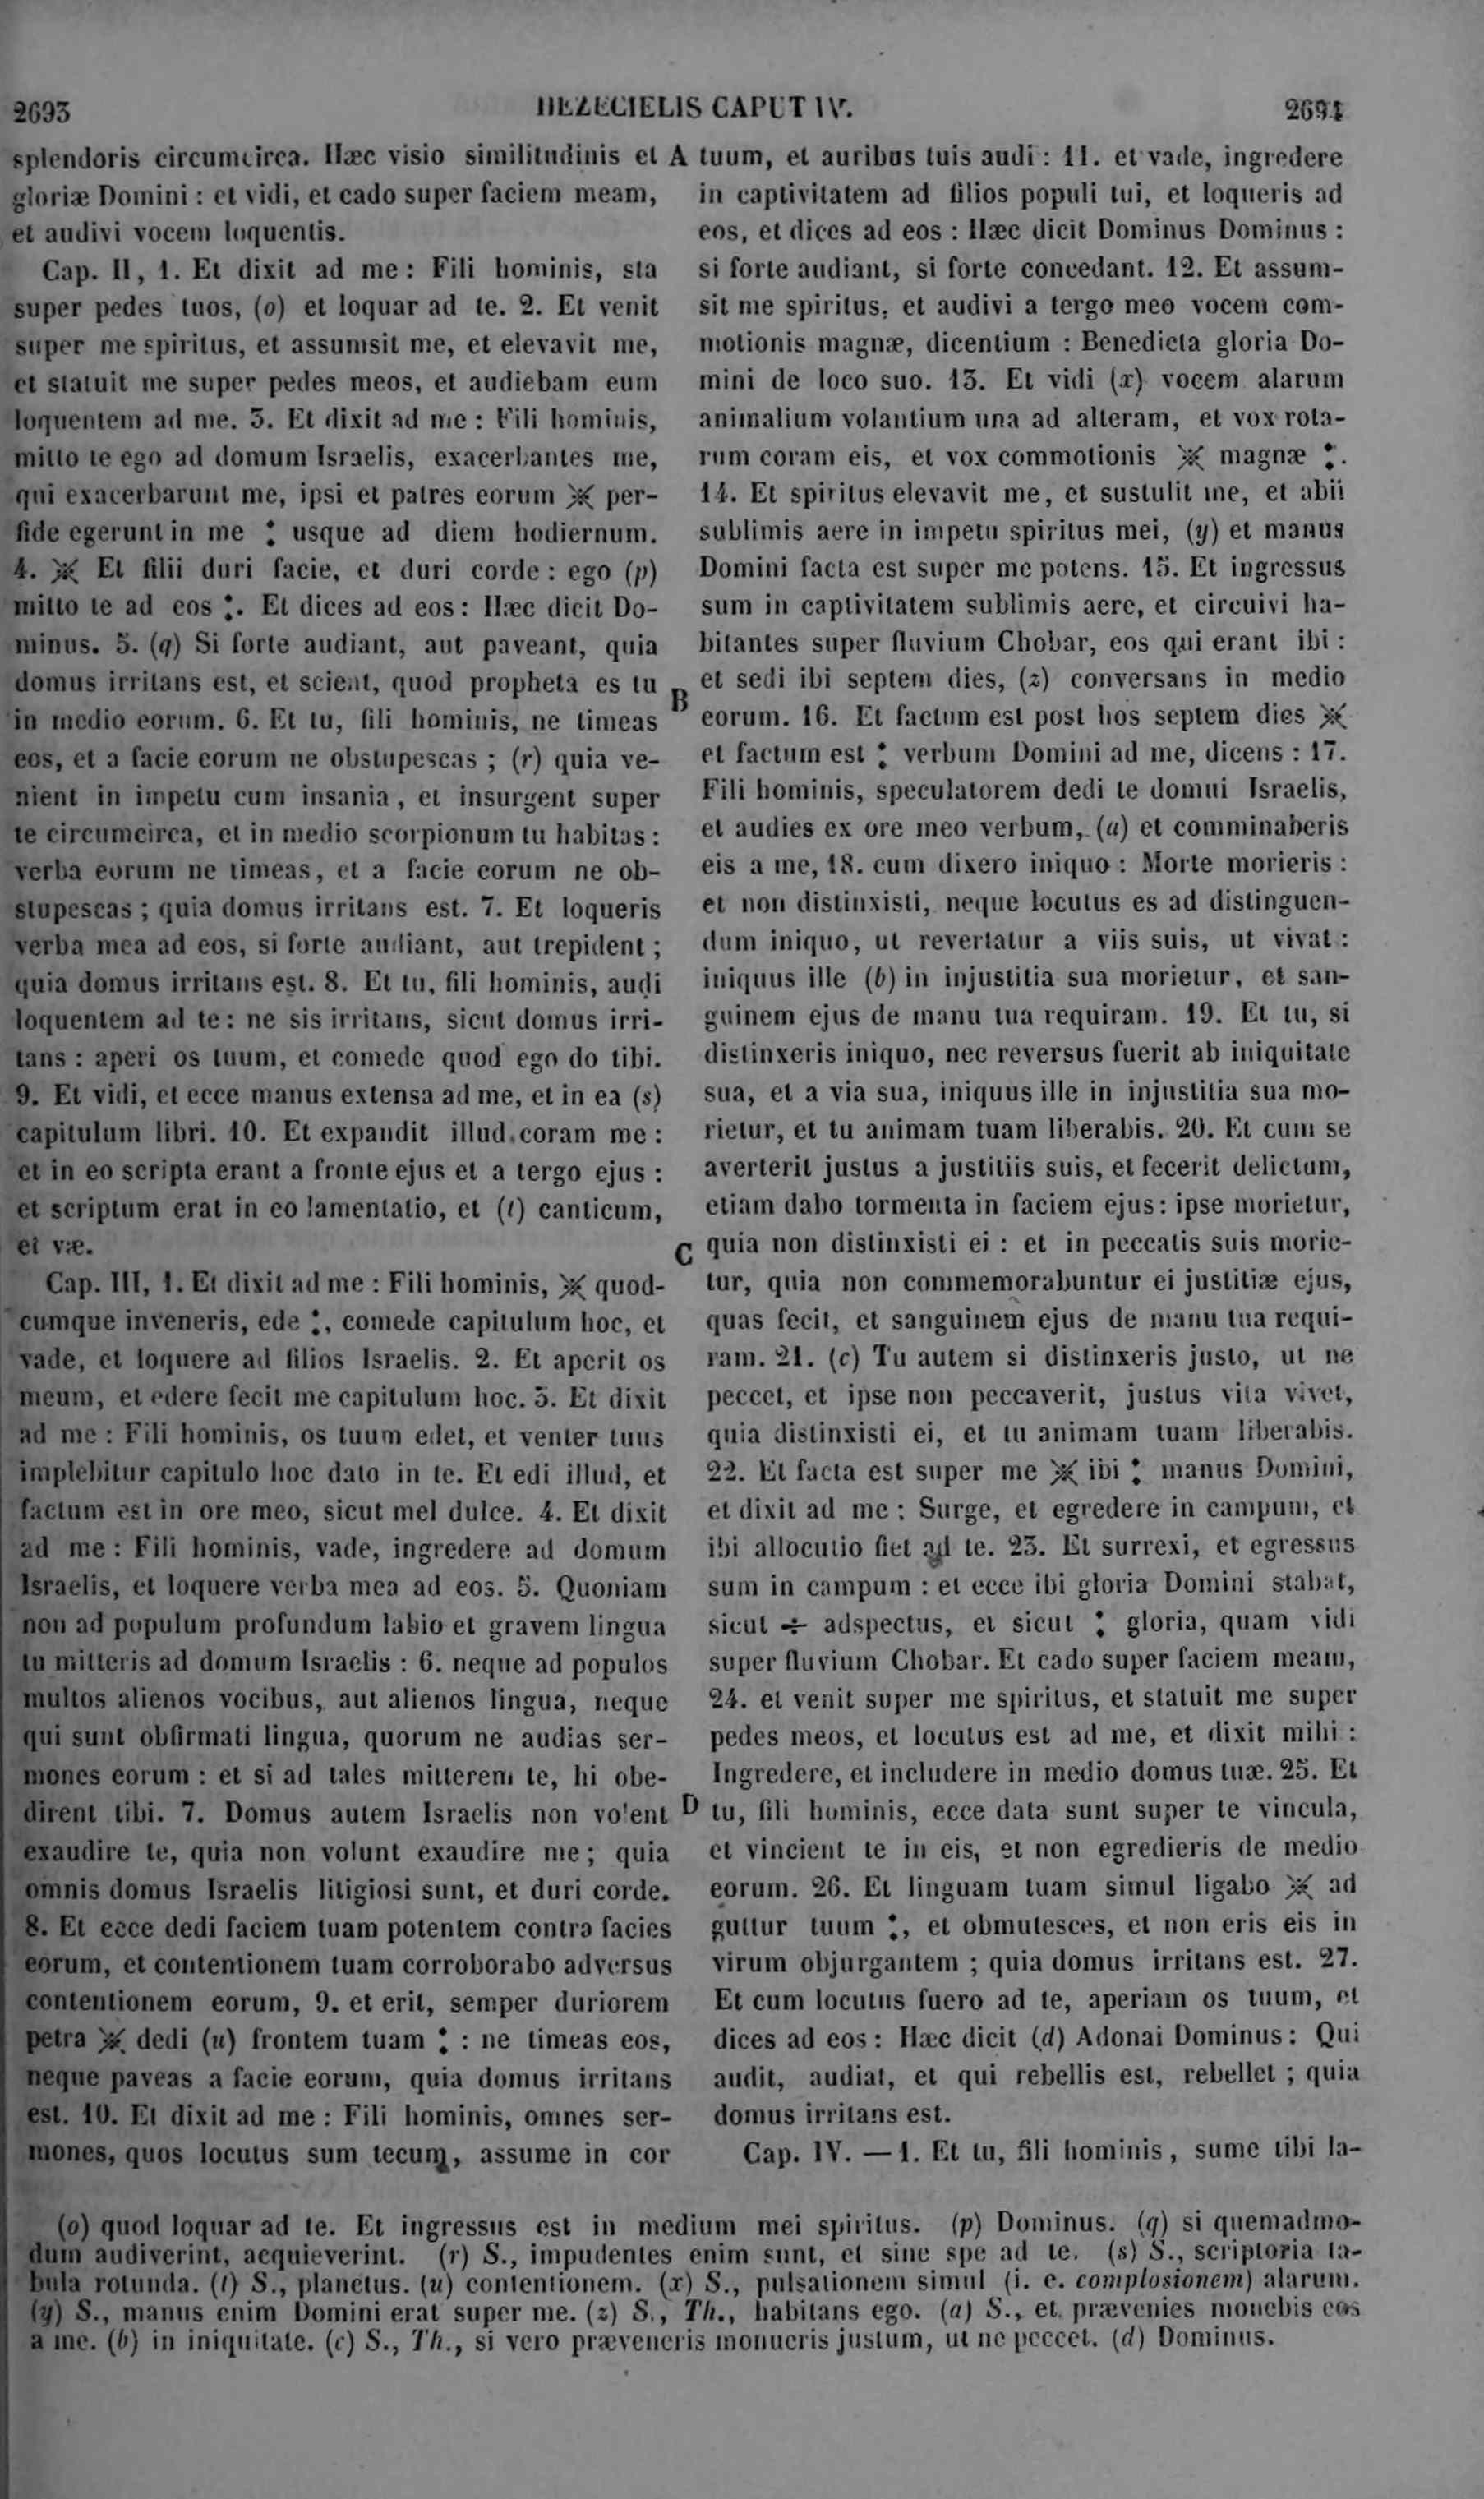 2693
HEZECIELIS CAPUT IV.
2694
splendoris circumcirca. Hæc visio similitudinis et
gloriæ Domini : et vidi, et cado super faciem meam,
et audivi vocem loquentis.
Cap. II, 1. Et dixit ad me : Fili hominis, sta
super pedes tuos, (o) et loquar ad te. 2. Et venit
super me spiritus, et assumsit me, et elevavit me,
et statuit me super pedes meos, et audiebam eum
loquentem ad me. 3. Et dixit ad me : Fili hominis,
mitto te ego ad domum Israelis, exacerbantes me,
qui exacerbarunt me, ipsi et patres eorum ※ per-
fide egerunt in me ⁚ usque ad diem hodiernum.
4. ※ Et filii duri facie, et duri corde : ego (p)
mitto te ad eos ⁚. Et dices ad eos : Hæc dicit Do-
minus. 5. (q) Si forte audiant, aut paveant, quia
domus irritans est, et scient, quod propheta es tu
in medio eorum. 6. Et tu, fili hominis, ne timeas
eos, et a facie eorum ne obstupescas ; (r) quia ve-
nient in impetu cum insania, et insurgent super
te circumcirca, et in medio scorpionum tu habitas :
verba eorum ne timeas, et a facie eorum ne ob-
stupescas ; quia domus irritans est. 7. Et loqueris
verba mea ad eos, si forte audiant, aut trepident ;
quia domus irritans est. 8. Et tu, fili hominis, audi
loquentem ad te : ne sis irritans, sicut domus irri-
tans : aperi os tuum, et comede quod ego do tibi.
9. Et vidi, et ecce manus extensa ad me, et in ea (s)
capitulum libri. 10. Et expandit illud coram me :
et in eo scripta erant a fronte ejus et a tergo ejus :
et scriptum erat in eo lamentatio, et (t) canticum,
et væ.
Cap. III, 1. Et dixit ad me : Fili hominis, ※ quod-
cumque inveneris, ede ⁚, comede capitulum hoc, et
vade, et loquere ad filios Israelis. 2. Et aperit os
meum, et edere fecit me capitulum hoc. 3. Et dixit
ad me : Fili hominis, os tuum edet, et venter tuus
implebitur capitulo hoc dato in te. Et edi illud, et
factum est in ore meo, sicut mel dulce. 4. Et dixit
ad me : Fili hominis, vade, ingredere ad domum
Israelis, et loquere verba mea ad eos. 5. Quoniam
non ad populum profundum labio et gravem lingua
tu mitteris ad domum Israelis : 6. neque ad populos
multos alienos vocibus, aut alienos lingua, neque
qui sunt obfirmati lingua, quorum ne audias ser-
mones eorum : et si ad tales mitterem te, hi obe-
dirent tibi. 7. Domus autem Israelis non volent
exaudire te, quia non volunt exaudire me ; quia
omnis domus Israelis litigiosi sunt, et duri corde.
8. Et ecce dedi faciem tuam potentem contra facies
eorum, et contentionem tuam corroborabo adversus
contentionem eorum, 9. et erit, semper duriorem
petra ※ dedi (u) frontem tuam ⁚ : ne timeas eos,
neque paveas a facie eorum, quia domus irritans
est. 10. Et dixit ad me : Fili hominis, omnes ser-
mones, quos locutus sum tecum, assume in cor
A
B
C
D
tuum, et auribus tuis audi : 11. et vade, ingredere
in captivitatem ad filios populi tui, et loqueris ad
eos, et dices ad eos : Hæc dicit Dominus Dominus :
si forte audiant, si forte concedant. 12. Et assum-
sit me spiritus, et audivi a tergo meo vocem com-
motionis magnæ, dicentium : Benedicta gloria Do-
mini de loco suo. 13. Et vidi (x) vocem alarum
animalium volantium una ad alteram, et vox rota-
rum coram eis, et vox commotionis ※ magnæ ⁚.
14. Et spiritus elevavit me, et sustulit me, et abii
sublimis aere in impetu spiritus mei, (y) et manus
Domini facta est super me potens. 15. Et ingressus
sum in captivitatem sublimis aere, et circuivi ha-
bitantes super fluvium Chobar, eos qui erant ibi :
et sedi ibi septem dies, (z) conversans in medio
eorum. 16. Et factum est post hos septem dies ※
et factum est ⁚ verbum Domini ad me, dicens : 17.
Fili hominis, speculatorem dedi te domui Israelis,
et audies ex ore meo verbum, (a) et comminaberis
eis a me, 18. cum dixero iniquo : Morte morieris :
et non distinxisti, neque locutus es ad distinguen-
dum iniquo, ut revertatur a viis suis, ut vivat :
iniquus ille (b) in injustitia sua morietur, et san-
guinem ejus de manu tua requiram. 19. Et tu, si
distinxeris iniquo, nec reversus fuerit ab iniquitate
sua, et a via sua, iniquus ille in injustitia sua mo-
rietur, et tu animam tuam liberabis. 20. Et cum se
averterit justus a justitiis suis, et fecerit delictum,
etiam dabo tormenta in faciem ejus : ipse morietur,
quia non distinxisti ei : et in peccatis suis morie-
tur, quia non commemorabuntur ei justitiæ ejus,
quas fecit, et sanguinem ejus de manu tua requi-
ram. 21. (c) Tu autem si distinxeris justo, ut ne
peccet, et ipse non peccaverit, justus vita vivet,
quia distinxisti ei, et tu animam tuam liberabis.
22. Et facta est super me ※ ibi ⁚ manus Domini,
et dixit ad me : Surge, et egredere in campum, et
ibi allocutio fiet ad te. 23. Et surrexi, et egressus
sum in campum : et ecce ibi gloria Domini stabat,
sicut ÷ adspectus, et sicut ⁚ gloria, quam vidi
super fluvium Chobar. Et cado super faciem meam,
24. et venit super me spiritus, et statuit me super
pedes meos, et locutus est ad me, et dixit mihi :
Ingredere, et includere in medio domus tuæ. 25. Et
tu, fili hominis, ecce data sunt super te vincula,
et vincient te in eis, et non egredieris de medio
eorum. 26. Et linguam tuam simul ligabo ※ ad
guttur tuum ⁚, et obmutesces, et non eris eis in
virum objurgantem ; quia domus irritans est. 27.
Et cum locutus fuero ad te, aperiam os tuum, et
dices ad eos : Hæc dicit (d) Adonai Dominus : Qui
audit, audiat, et qui rebellis est, rebellet ; quia
domus irritans est.
Cap. IV. — 1. Et tu, fili hominis, sume tibi la-
(o) quod loquar ad te. Et ingressus est in medium mei spiritus. (p) Dominus. (q) si quemadmo-
dum audiverint, acquieverint. (r) S., impudentes enim sunt, et sine spe ad te. (s) S., scriptoria ta-
bula rotunda. (t) S., planctus. (u) contentionem. (x) S., pulsationem simul (i. e. complosionem) alarum.
(y) S., manus enim Domini erat super me. (z) S., Th., habitans ego. (a) S., et prævenies monebis eos
a me. (b) in iniquitate. (c) S., Th., si vero præveneris monueris justum, ut ne peccet. (d) Dominus.